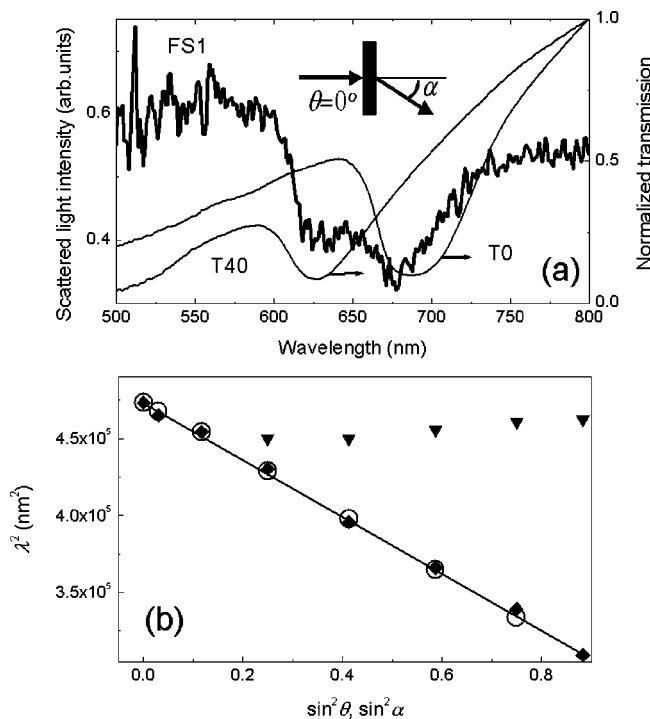 Scattered light intensity (arb.units)
0.6
0.4
FS1
θ=0°
α
T40
T0
(a)
1.0
0.5
0.0
Normalized transmission
500 550 600 650 700 750 800
Wavelength (nm)
λ² (nm²)
4.5x10⁵
4.0x10⁵
3.5x10⁵
(b)
0.0 0.2 0.4 0.6 0.8
sin²θ, sin²α